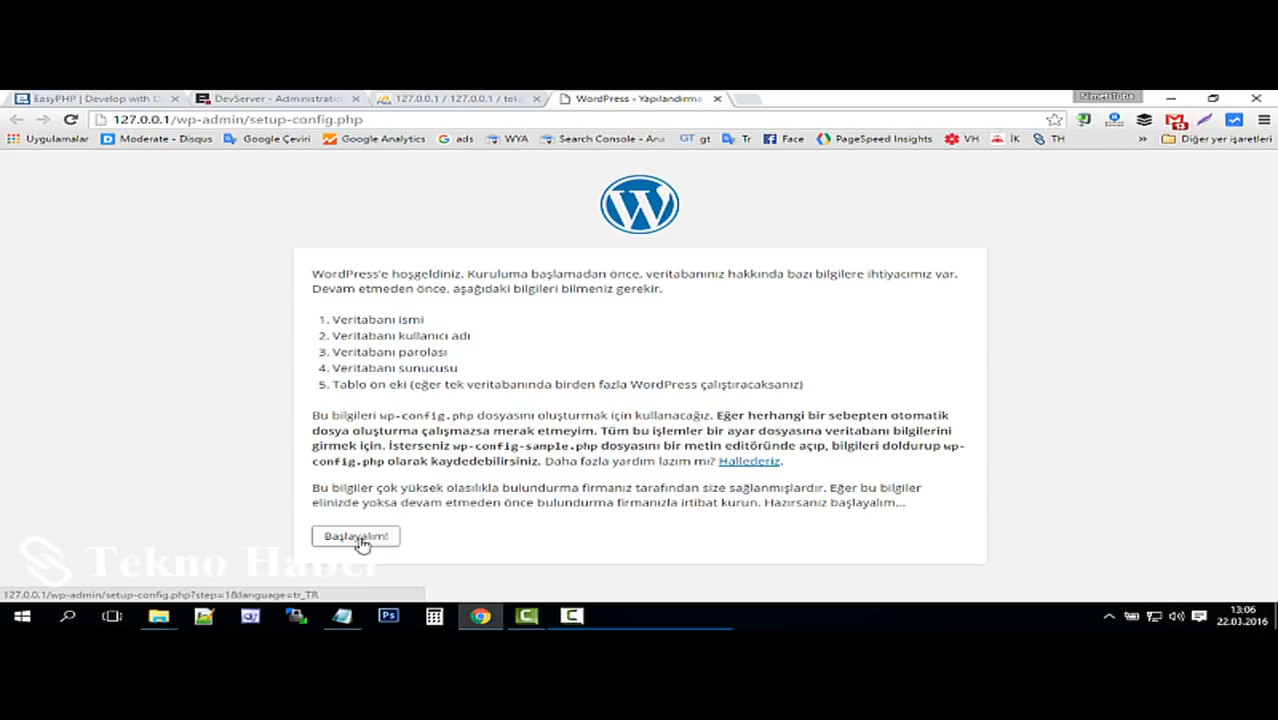 EasyPHP | Develop with D
DevServer - Administratio
127.0.0.1 / 127.0.0.1 / tek
WordPress › Yapılandırma
NimetTuba
127.0.0.1/wp-admin/setup-config.php
Uygulamalar
Moderate - Disqus
Google Çeviri
Google Analytics
ads
WYA
Search Console - Ana
GT gt
Tr
Face
PageSpeed Insights
VH
İK
TH
»
Diğer yer işaretleri
WordPress'e hoşgeldiniz. Kuruluma başlamadan önce, veritabanınız hakkında bazı bilgilere ihtiyacımız var.
Devam etmeden önce, aşağıdaki bilgileri bilmeniz gerekir.
1. Veritabanı ismi
2. Veritabanı kullanıcı adı
3. Veritabanı parolası
4. Veritabanı sunucusu
5. Tablo ön eki (eğer tek veritabanında birden fazla WordPress çalıştıracaksanız)
Bu bilgileri wp-config.php dosyasını oluşturmak için kullanacağız. Eğer herhangi bir sebepten otomatik
dosya oluşturma çalışmazsa merak etmeyim. Tüm bu işlemler bir ayar dosyasına veritabanı bilgilerini
girmek için. İsterseniz wp-config-sample.php dosyasını bir metin editöründe açıp, bilgileri doldurup wp-
config.php olarak kaydedebilirsiniz. Daha fazla yardım lazım mı? Hallederiz.
Bu bilgiler çok yüksek olasılıkla bulundurma firmanız tarafından size sağlanmışlardır. Eğer bu bilgiler
elinizde yoksa devam etmeden önce bulundurma firmanızla irtibat kurun. Hazırsanız başlayalım...
Başlayalım!
Tekno Haber
127.0.0.1/wp-admin/setup-config.php?step=1&language=tr_TR
13:06
22.03.2016